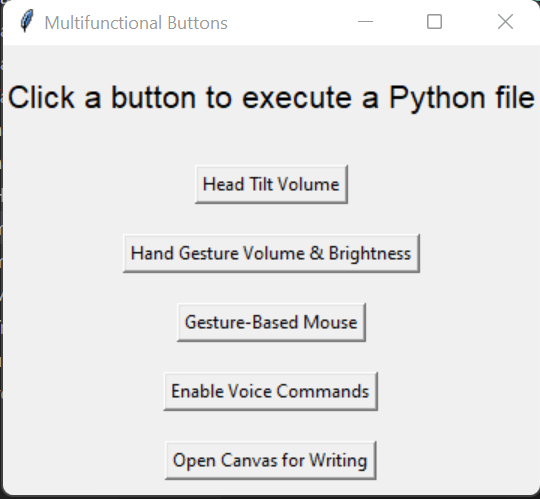 Multifunctional Buttons
Click a button to execute a Python file
Head Tilt Volume
Hand Gesture Volume & Brightness
Gesture-Based Mouse
Enable Voice Commands
Open Canvas for Writing